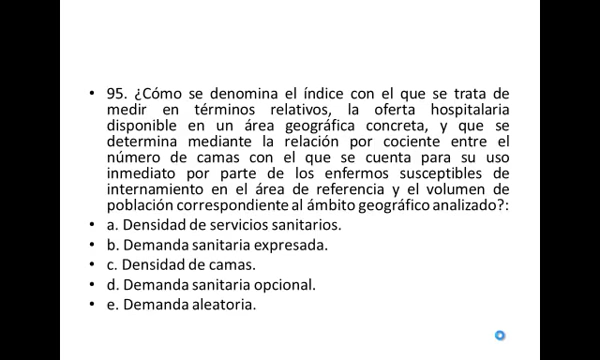 • 95. ¿Cómo se denomina el índice con el que se trata de
medir en términos relativos, la oferta hospitalaria
disponible en un área geográfica concreta, y que se
determina mediante la relación por cociente entre el
número de camas con el que se cuenta para su uso
inmediato por parte de los enfermos susceptibles de
internamiento en el área de referencia y el volumen de
población correspondiente al ámbito geográfico analizado?:
• a. Densidad de servicios sanitarios.
• b. Demanda sanitaria expresada.
• c. Densidad de camas.
• d. Demanda sanitaria opcional.
• e. Demanda aleatoria.